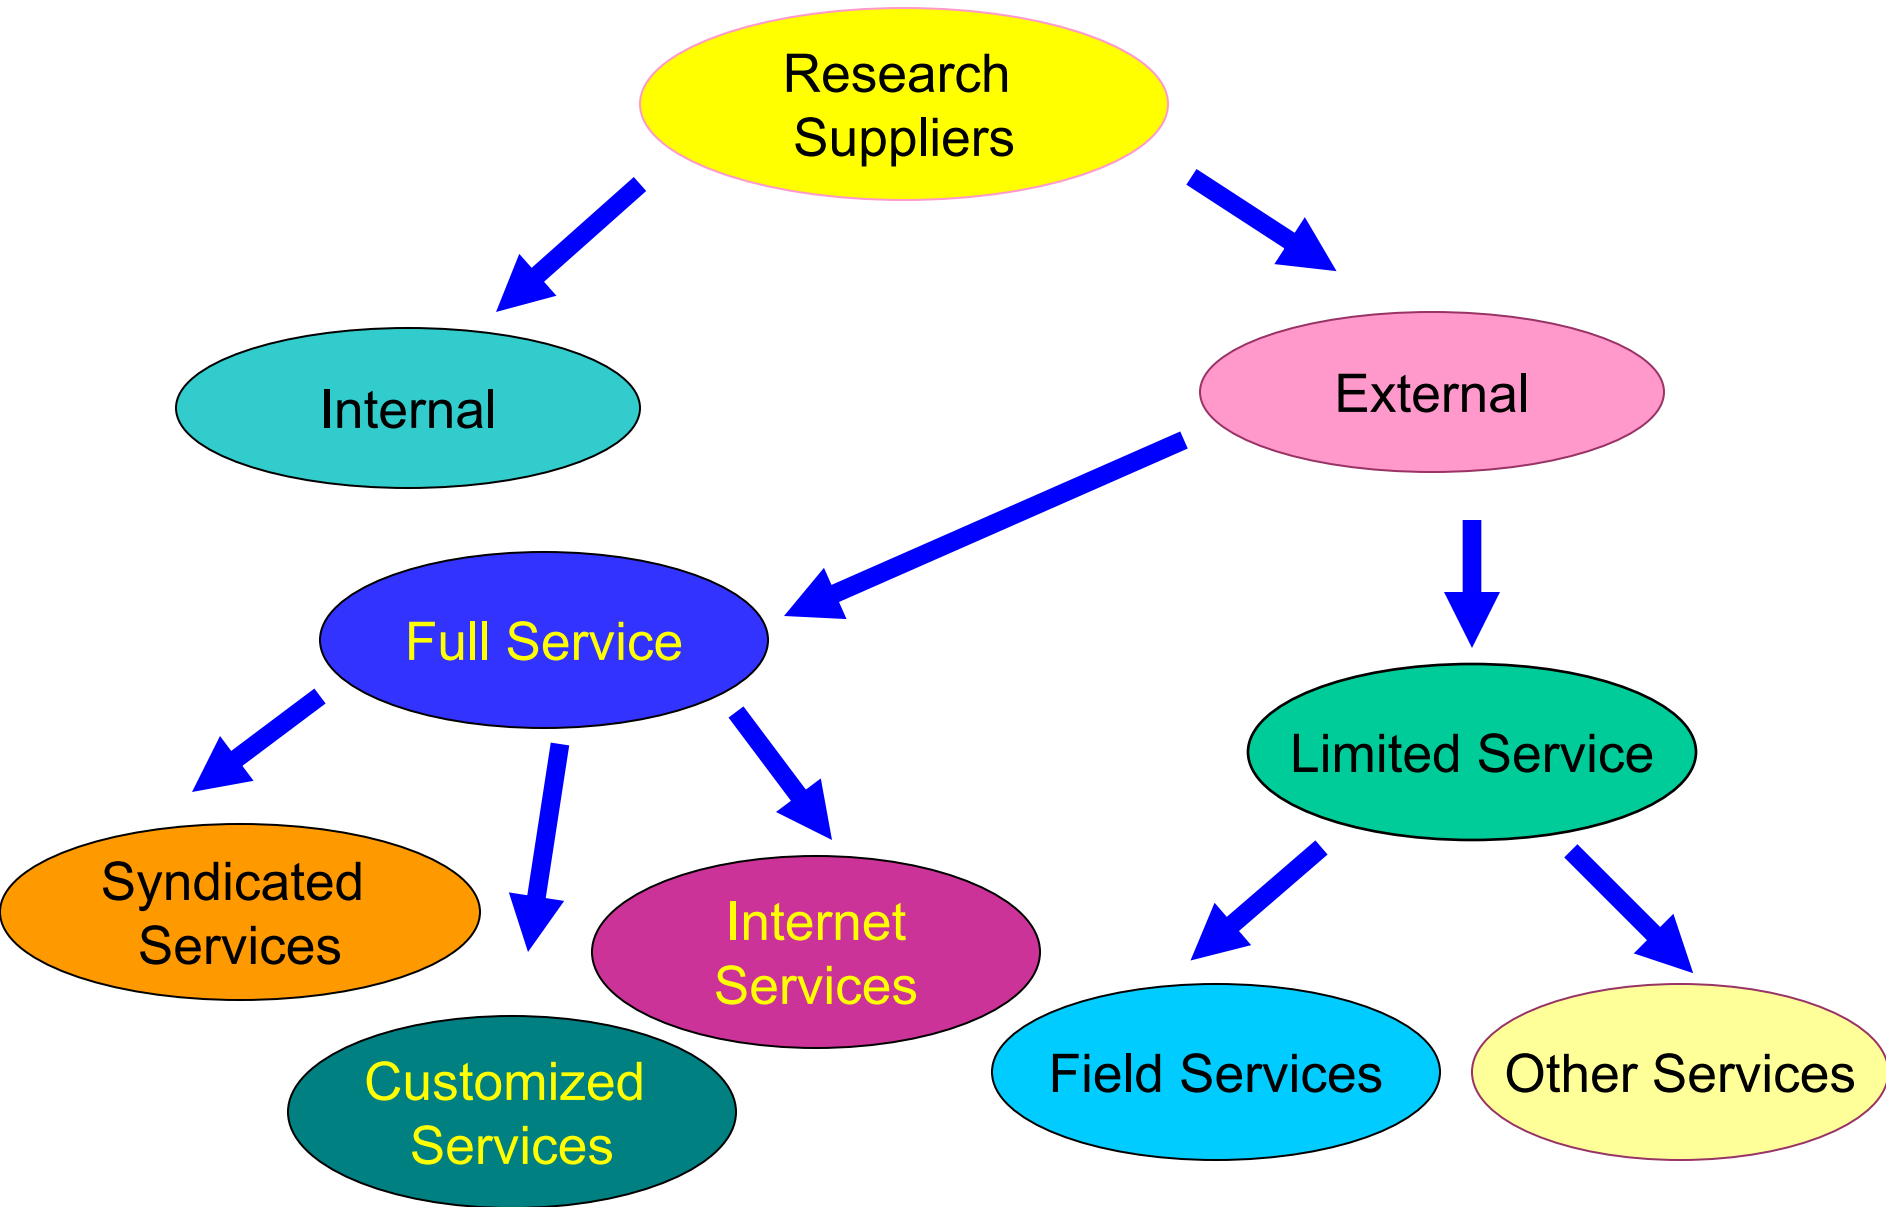 Research
Suppliers
Internal
External
Full Service
Limited Service
Syndicated
Services
Internet
Services
Customized
Services
Field Services
Other Services